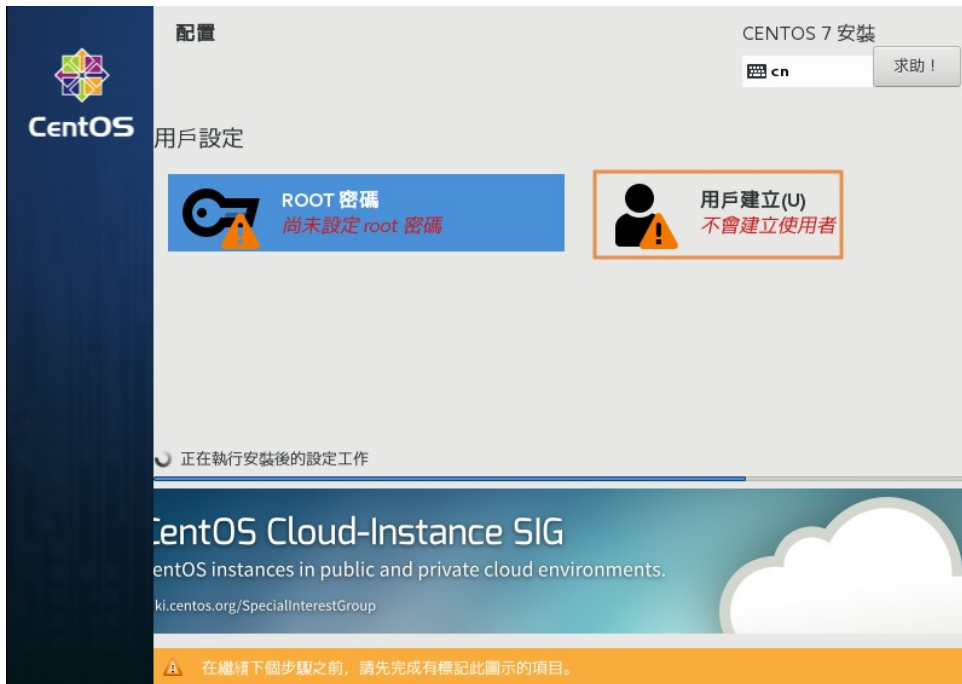 配置
CENTOS 7 安裝
cn
求助！
CentOS
用戶設定
ROOT 密碼
尚未設定 root 密碼
用戶建立(U)
不會建立使用者
正在執行安裝後的設定工作
CentOS Cloud-Instance SIG
entOS instances in public and private cloud environments.
ki.centos.org/SpecialInterestGroup
在繼續下個步驟之前，請先完成有標記此圖示的項目。